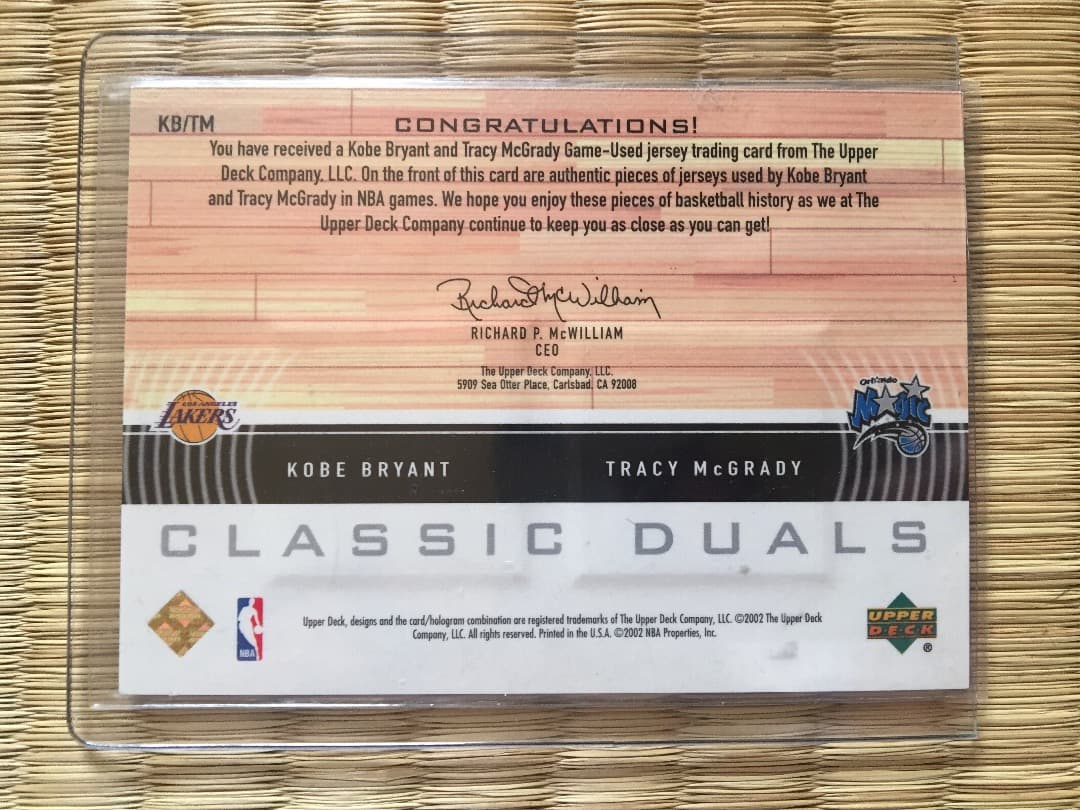 KB/TM
CONGRATULATIONS!
You have received a Kobe Bryant and Tracy McGrady Game-Used jersey trading card from The Upper
Deck Company, LLC. On the front of this card are authentic pieces of jerseys used by Kobe Bryant
and Tracy McGrady in NBA games. We hope you enjoy these pieces of basketball history as we at The
Upper Deck Company continue to keep you as close as you can get!
Richard McWilliam
RICHARD P. McWILLIAM
CEO
The Upper Deck Company, LLC.
5909 Sea Otter Place, Carlsbad, CA 92008
LOS ANGELES
LAKERS
Orlando
Magic
KOBE BRYANT
TRACY McGRADY
CLASSIC DUALS
NBA
Upper Deck, designs and the card/hologram combination are registered trademarks of The Upper Deck Company, LLC. ©2002 The Upper Deck
Company, LLC. All rights reserved. Printed in the U.S.A. ©2002 NBA Properties, Inc.
UPPER
DECK
®